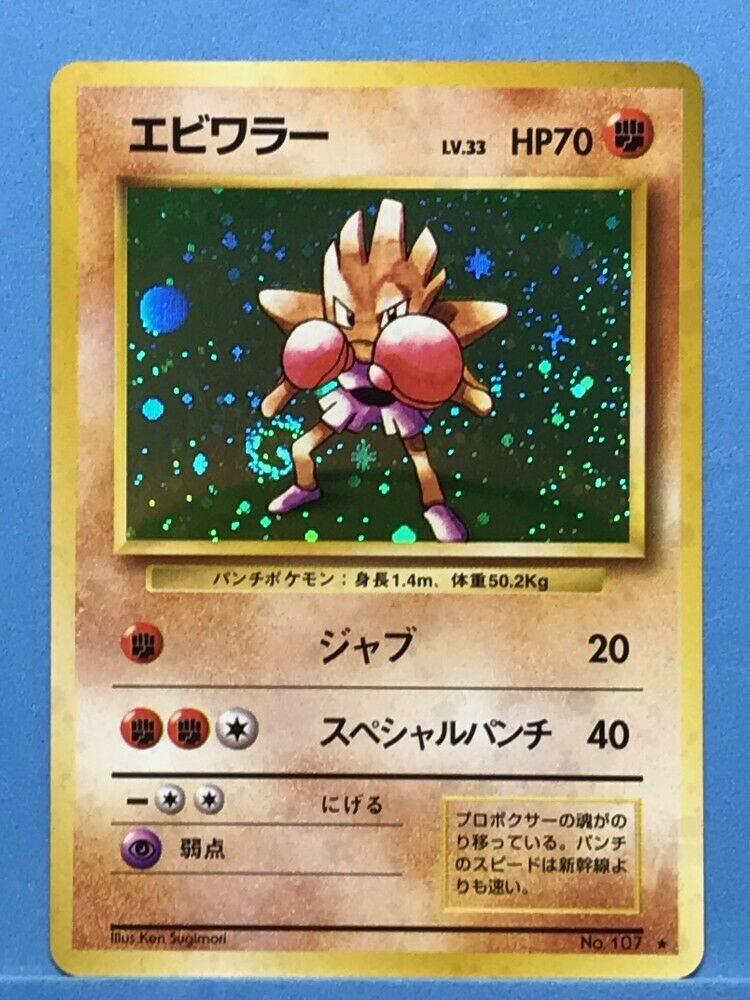 エビワラー LV.33 HP70
パンチポケモン：身長1.4m、体重50.2Kg
ジャブ 20
スペシャルパンチ 40
にげる
弱点
プロボクサーの魂がの
り移っている。パンチ
のスピードは新幹線よ
りも速い。
Illus.Ken Sugimori No. 107